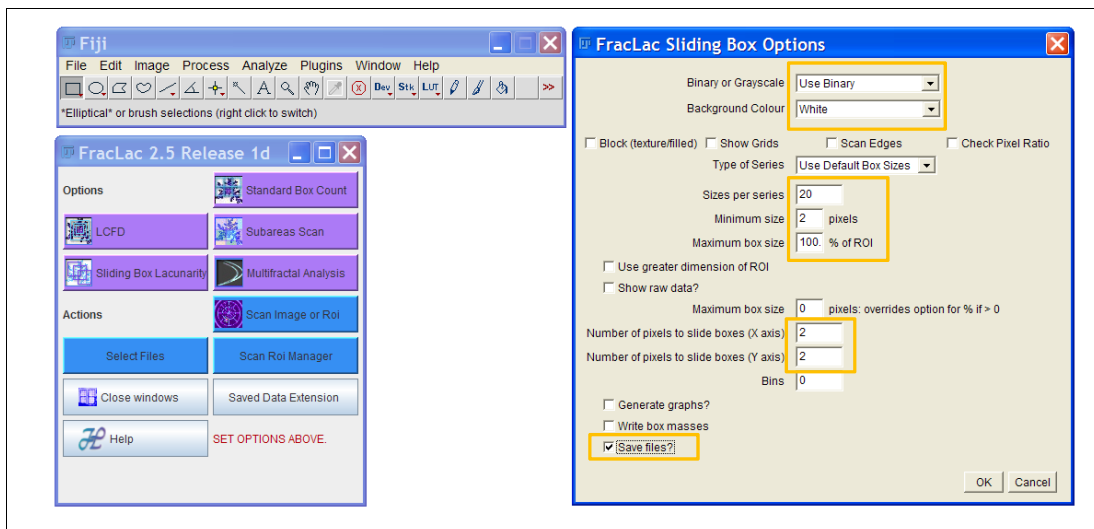 Fiji
File Edit Image Process Analyze Plugins Window Help
A Dev Stk LUT >>
*Elliptical* or brush selections (right click to switch)
FracLac 2.5 Release 1d
Options
Standard Box Count
LCFD
Subareas Scan
Sliding Box Lacunarity
Multifractal Analysis
Actions
Scan Image or Roi
Select Files
Scan Roi Manager
Close windows
Saved Data Extension
Help
SET OPTIONS ABOVE.
FracLac Sliding Box Options
Binary or Grayscale Use Binary
Background Colour White
Block (texture/filled) Show Grids Scan Edges Check Pixel Ratio
Type of Series Use Default Box Sizes
Sizes per series 20
Minimum size 2 pixels
Maximum box size 100. % of ROI
Use greater dimension of ROI
Show raw data?
Maximum box size 0 pixels: overrides option for % if > 0
Number of pixels to slide boxes (X axis) 2
Number of pixels to slide boxes (Y axis) 2
Bins 0
Generate graphs?
Write box masses
Save files?
OK Cancel